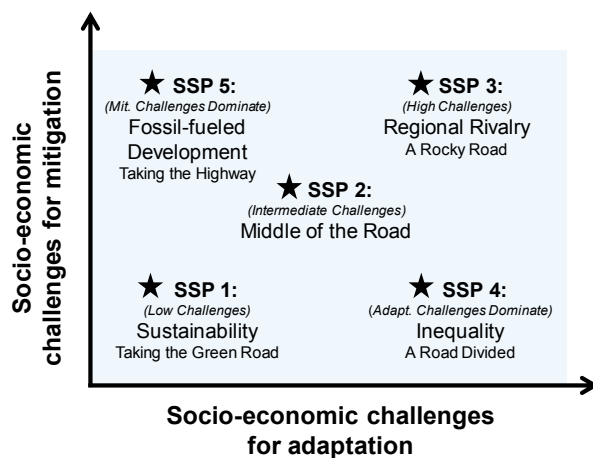 Socio-economic
challenges for mitigation
★ SSP 5:
(Mit. Challenges Dominate)
Fossil-fueled
Development
Taking the Highway
★ SSP 3:
(High Challenges)
Regional Rivalry
A Rocky Road
★ SSP 2:
(Intermediate Challenges)
Middle of the Road
★ SSP 1:
(Low Challenges)
Sustainability
Taking the Green Road
★ SSP 4:
(Adapt. Challenges Dominate)
Inequality
A Road Divided
Socio-economic challenges
for adaptation